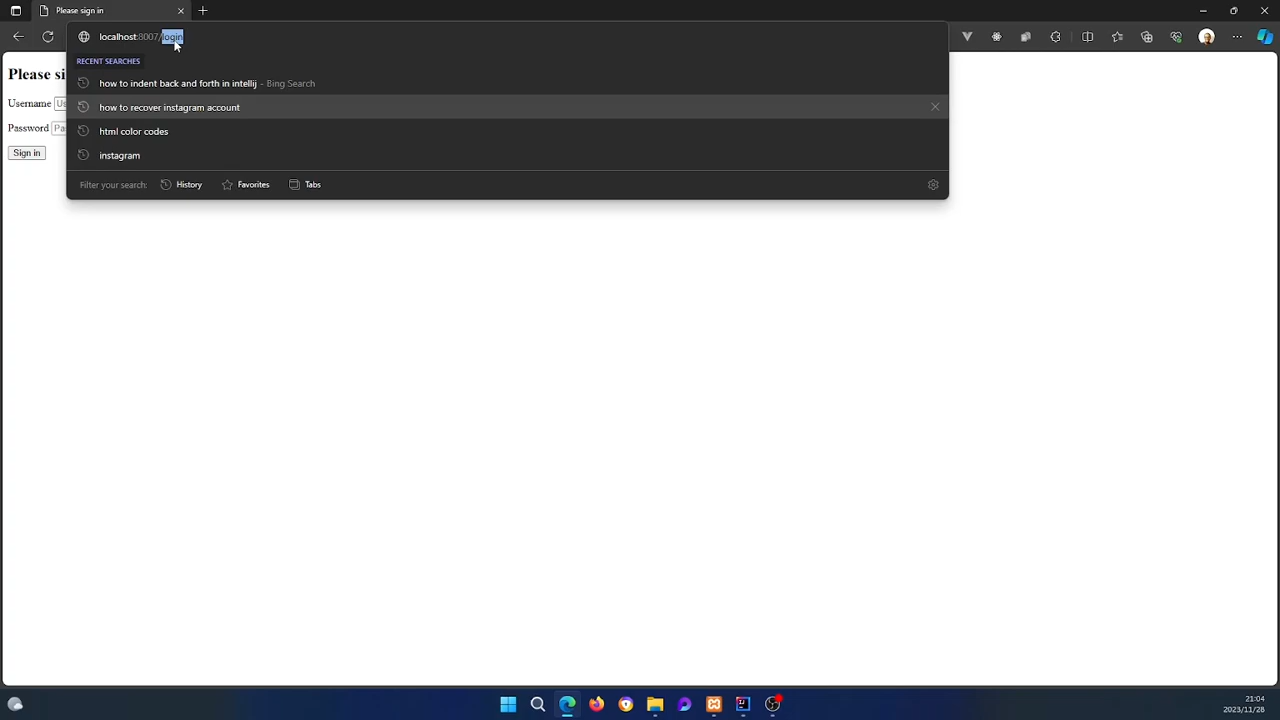 Please sign in
localhost:8007/login
RECENT SEARCHES
how to indent back and forth in intellij - Bing Search
Please si
how to recover instagram account
Username Us
html color codes
Password Pa
instagram
Sign in
Filter your search: History Favorites Tabs
21:04
2023/11/28